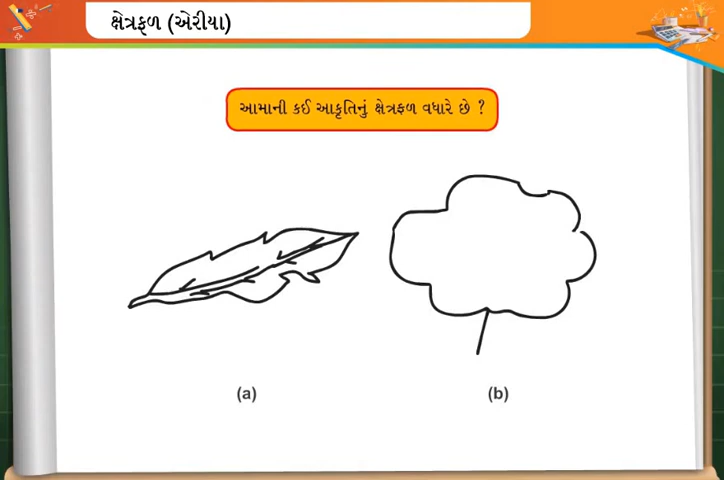 ક્ષેત્રફળ (એરીયા)
આમાની કઈ આકૃતિનું ક્ષેત્રફળ વધારે છે ?
(a)
(b)